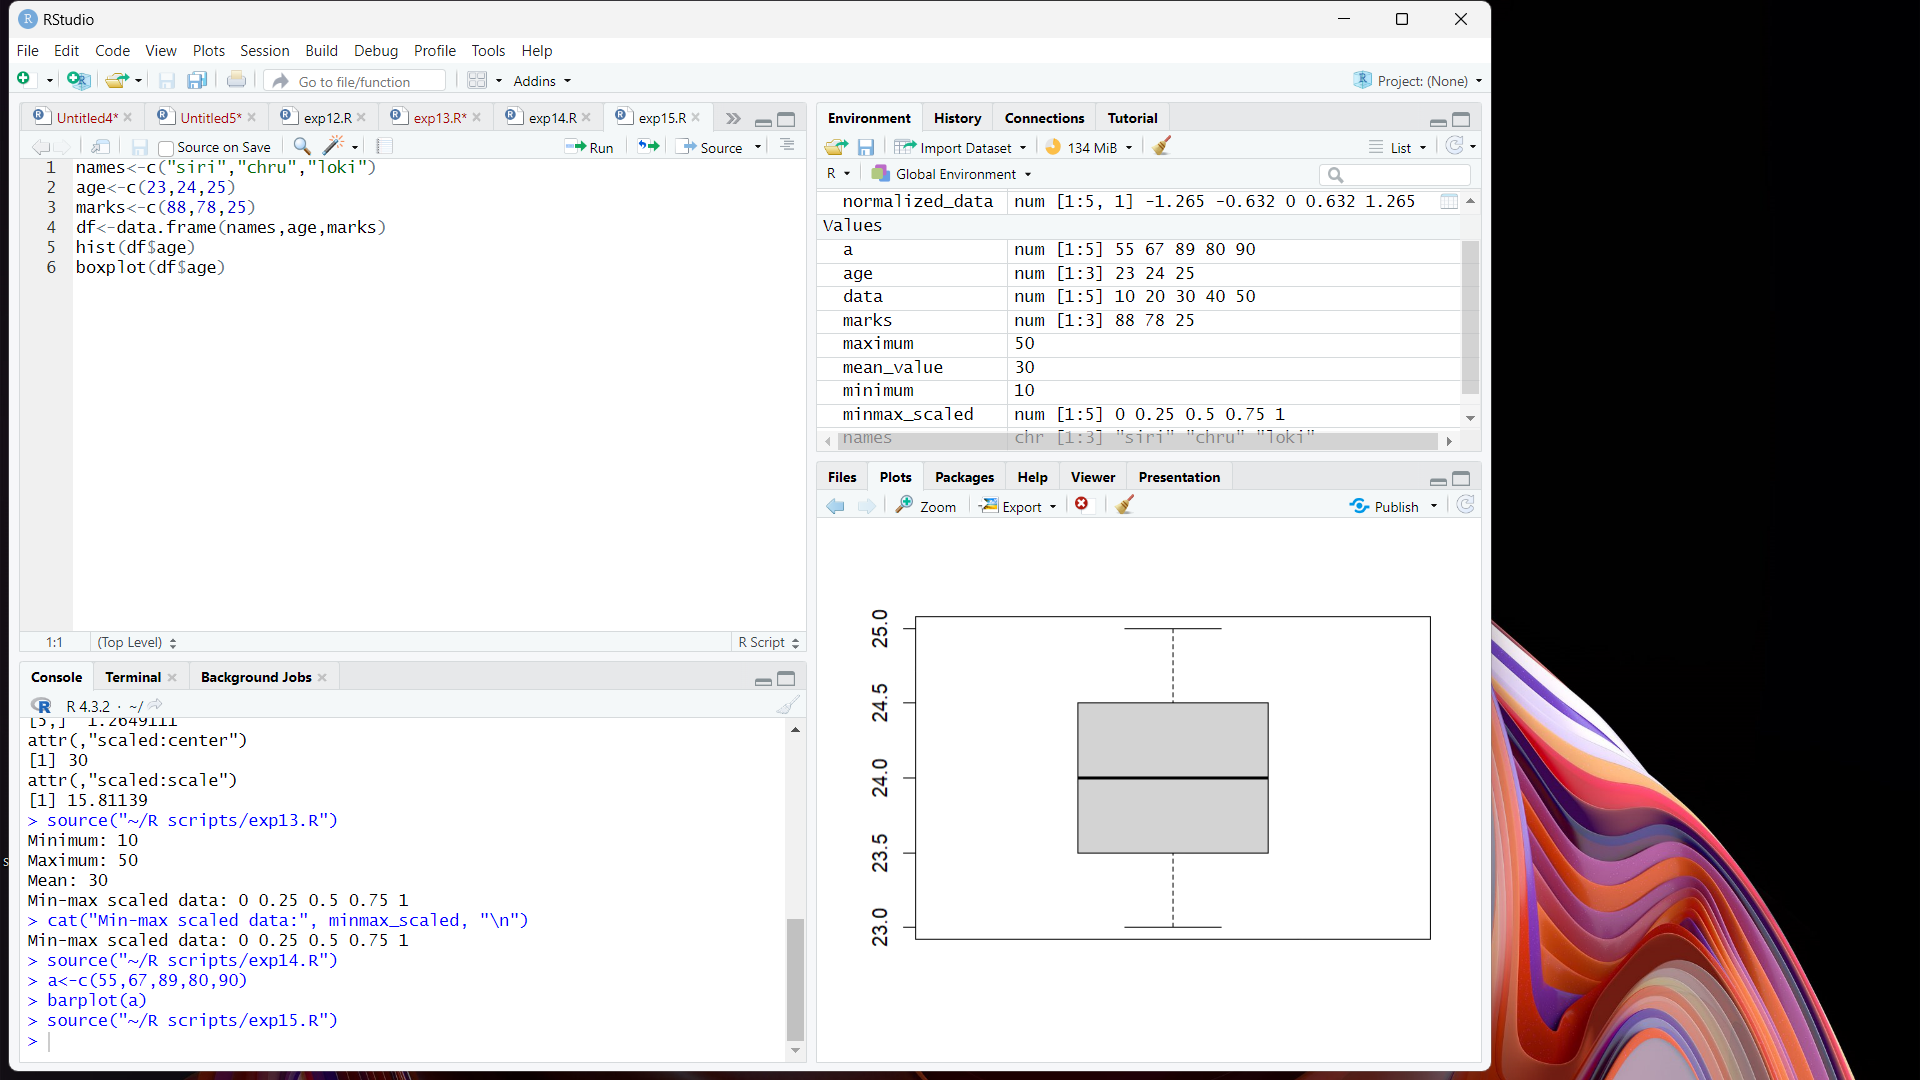 RStudio
File Edit Code View Plots Session Build Debug Profile Tools Help
Go to file/function Addins Project: (None)
Untitled4* Untitled5* exp12.R exp13.R* exp14.R exp15.R
Source on Save Run Source
1 names<-c("siri","chru","loki")
2 age<-c(23,24,25)
3 marks<-c(88,78,25)
4 df<-data.frame(names,age,marks)
5 hist(df$age)
6 boxplot(df$age)
1:1 (Top Level) R Script
Console Terminal Background Jobs
R 4.3.2 · ~/
[5,] 1.2649111
attr(,"scaled:center")
[1] 30
attr(,"scaled:scale")
[1] 15.81139
> source("~/R scripts/exp13.R")
Minimum: 10
Maximum: 50
Mean: 30
Min-max scaled data: 0 0.25 0.5 0.75 1
> cat("Min-max scaled data:", minmax_scaled, "\n")
Min-max scaled data: 0 0.25 0.5 0.75 1
> source("~/R scripts/exp14.R")
> a<-c(55,67,89,80,90)
> barplot(a)
> source("~/R scripts/exp15.R")
>
Environment History Connections Tutorial
Import Dataset 134 MiB List
R Global Environment
normalized_data num [1:5, 1] -1.265 -0.632 0 0.632 1.265
Values
a num [1:5] 55 67 89 80 90
age num [1:3] 23 24 25
data num [1:5] 10 20 30 40 50
marks num [1:3] 88 78 25
maximum 50
mean_value 30
minimum 10
minmax_scaled num [1:5] 0 0.25 0.5 0.75 1
names chr [1:3] "siri" "chru" "loki"
Files Plots Packages Help Viewer Presentation
Zoom Export Publish
25.0
24.5
24.0
23.5
23.0
s